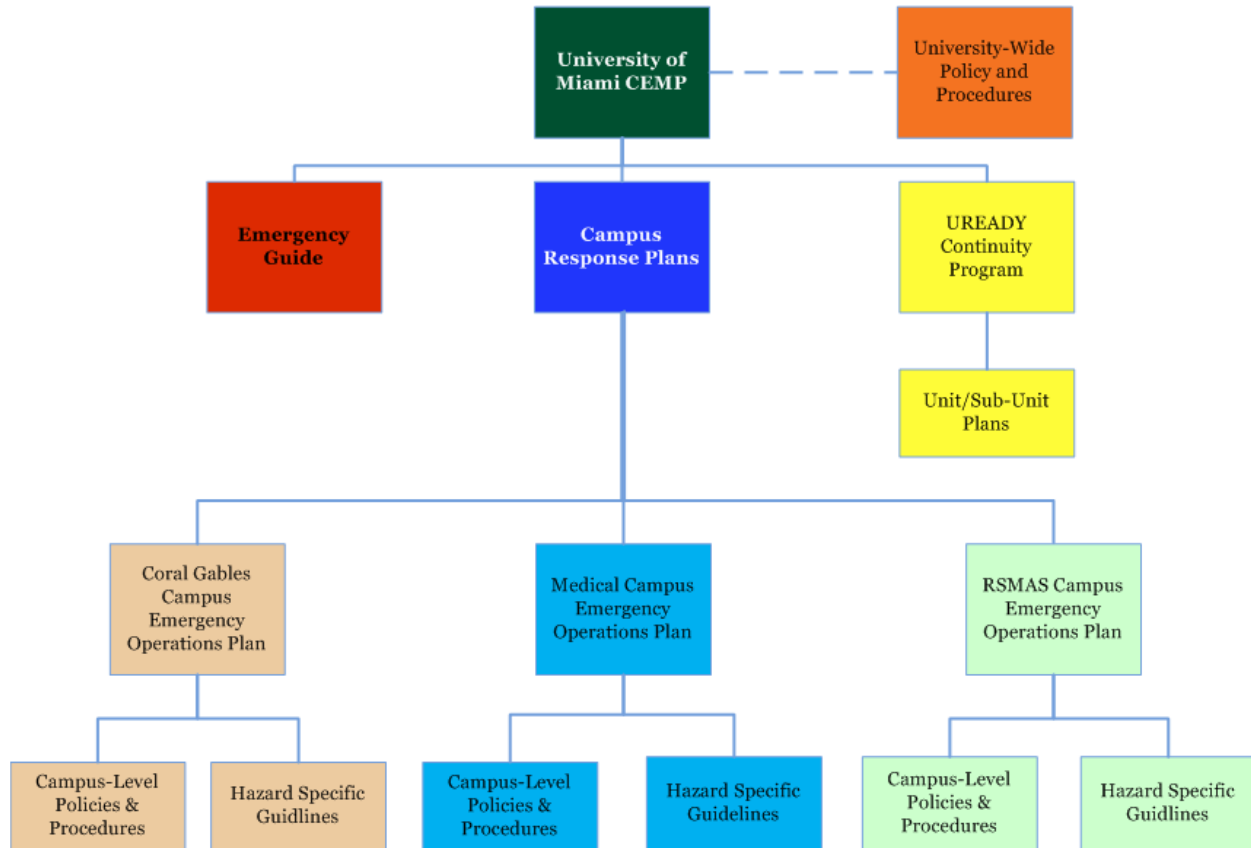 University of
Miami CEMP
University-Wide
Policy and
Procedures
Emergency
Guide
Campus
Response Plans
UREADY
Continuity
Program
Unit/Sub-Unit
Plans
Coral Gables
Campus
Emergency
Operations Plan
Medical Campus
Emergency
Operations Plan
RSMAS Campus
Emergency
Operations Plan
Campus-Level
Policies &
Procedures
Hazard Specific
Guidlines
Campus-Level
Policies &
Procedures
Hazard Specific
Guidelines
Campus-Level
Policies &
Procedures
Hazard Specific
Guidlines